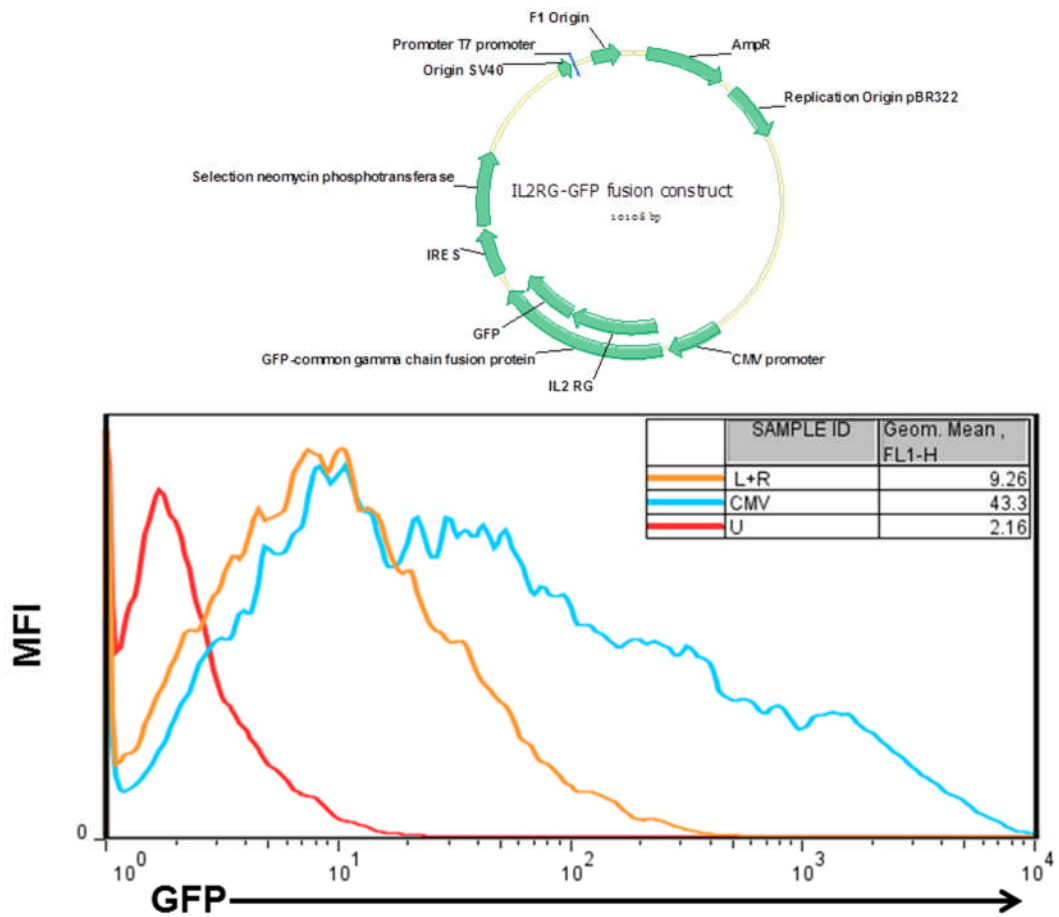 F1 Origin
Promoter T7 promoter
AmpR
Origin SV40
Replication Origin pBR322
Selection neomycin phosphotransferase
IL2RG-GFP fusion construct
10106 bp
IRES
GFP
GFP-common gamma chain fusion protein
CMV promoter
IL2 RG
SAMPLE ID Geom. Mean ,
FL1-H
L+R 9.26
CMV 43.3
U 2.16
MFI
0
10^0 10^1 10^2 10^3 10^4
GFP